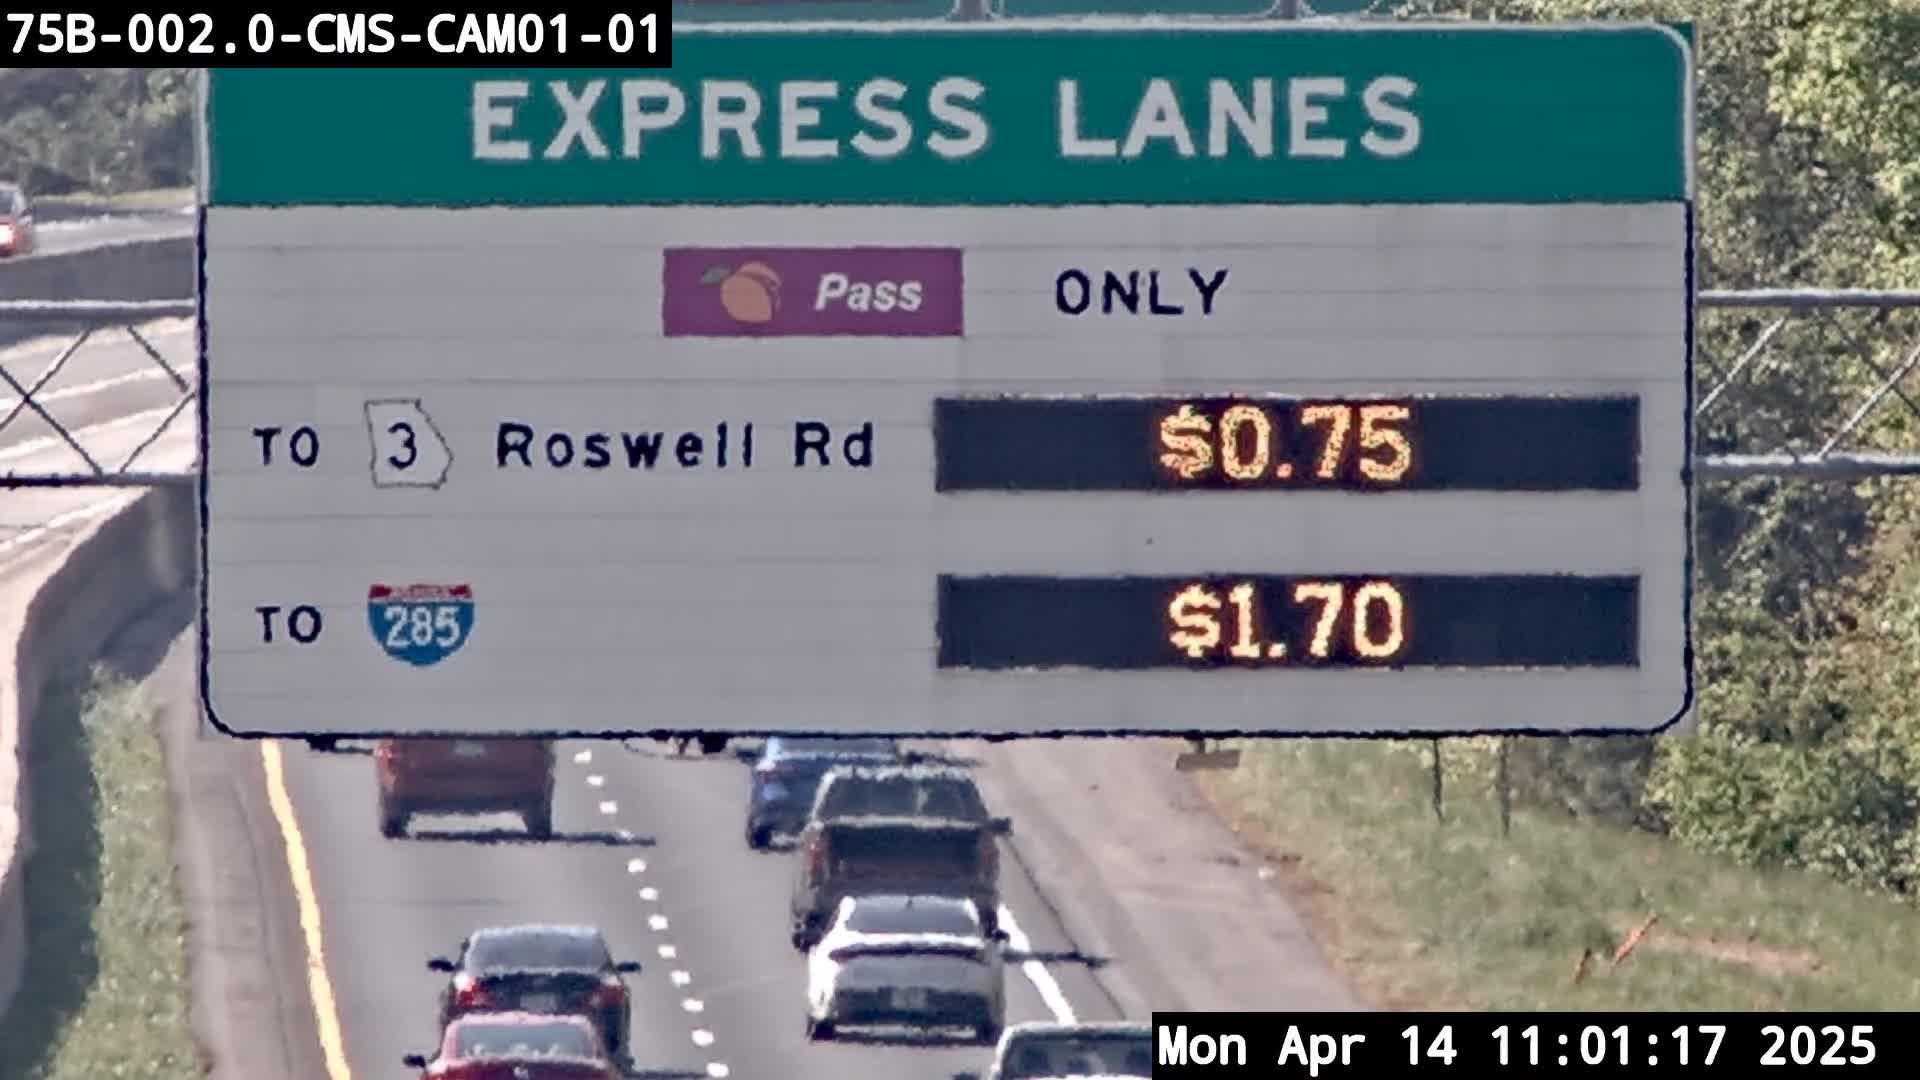 75B-002.0-CMS-CAM01-01
EXPRESS LANES
Pass ONLY
TO 3 Roswell Rd $0.75
TO 285 $1.70
Mon Apr 14 11:01:17 2025